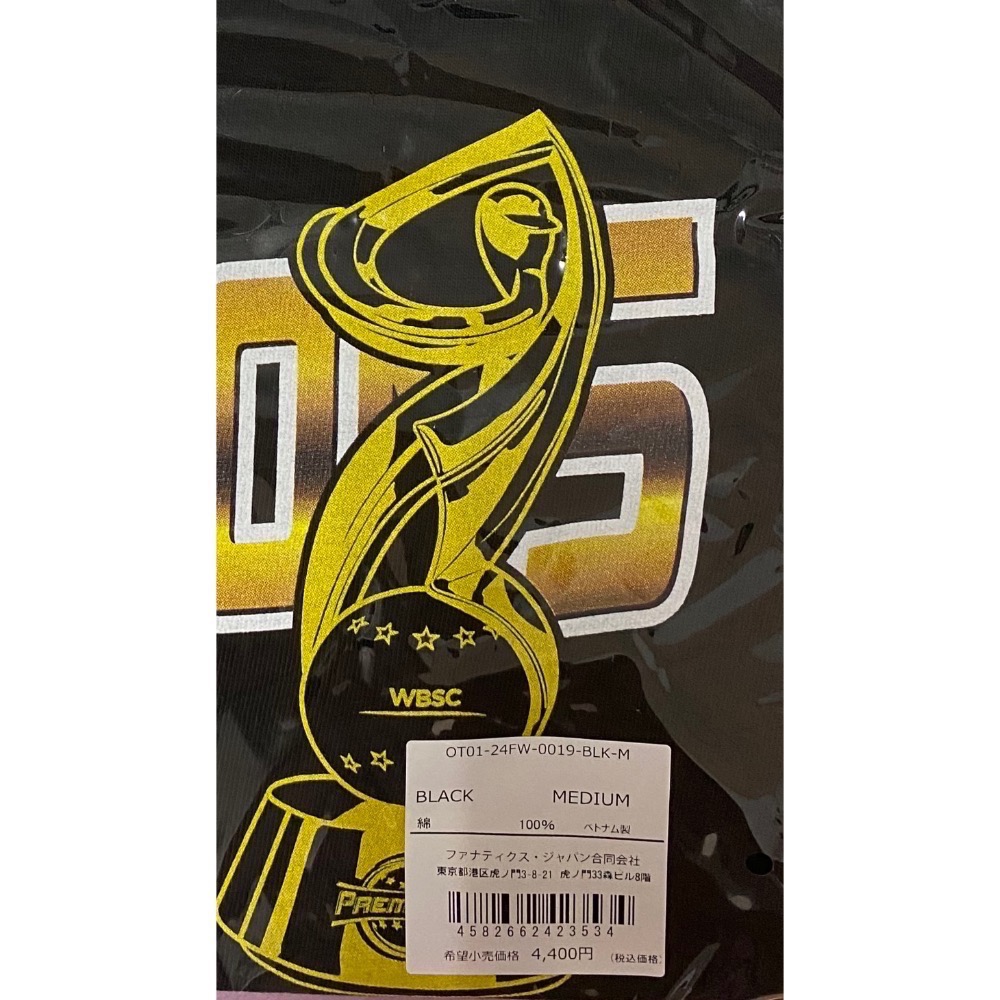 WBSC
OT01-24FW-0019-BLK-M
BLACK MEDIUM
綿 100% ベトナム製
ファナティクス・ジャパン合同会社
東京都港区虎ノ門3-8-21 虎ノ門33森ビル8階
4582662423534
希望小売価格 4,400円 (税込価格